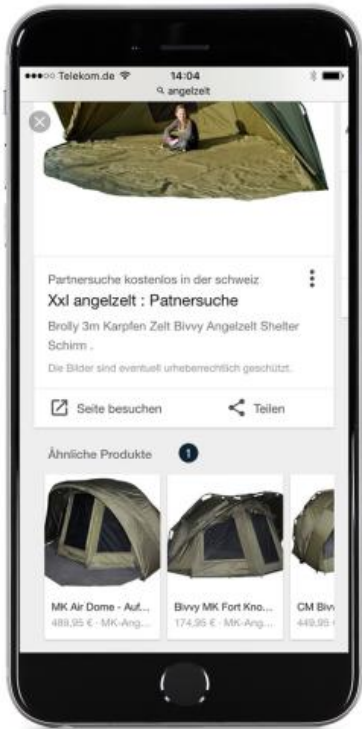 Telekom.de
14:04
angelzelt
Partnersuche kostenlos in der schweiz
Xxl angelzelt : Patnersuche
Brolly 3m Karpfen Zelt Bivvy Angelzelt Shelter
Schirm .
Die Bilder sind eventuell urheberrechtlich geschützt.
Seite besuchen
Teilen
Ähnliche Produkte
1
MK Air Dome - Auf...
Bivvy MK Fort Kno...
CM Bivv
489,95 € · MK-Ang...
174,95 € · MK-Ang...
449,95